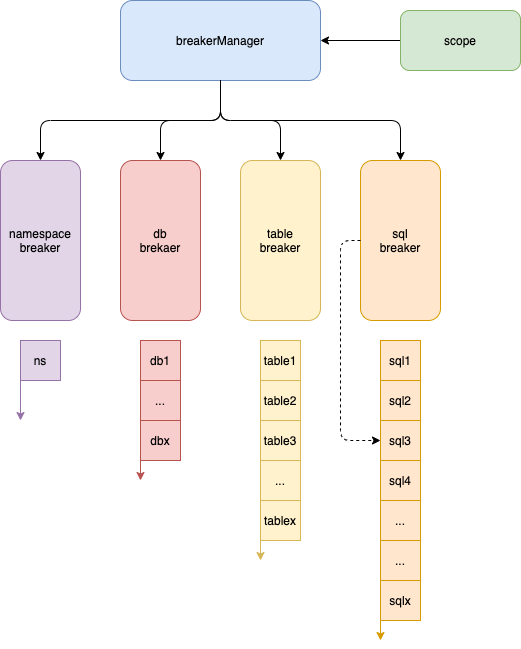 breakerManager
scope
namespace
breaker
db
brekaer
table
breaker
sql
breaker
ns
db1
...
dbx
table1
table2
table3
...
tablex
sql1
sql2
sql3
sql4
...
...
sqlx